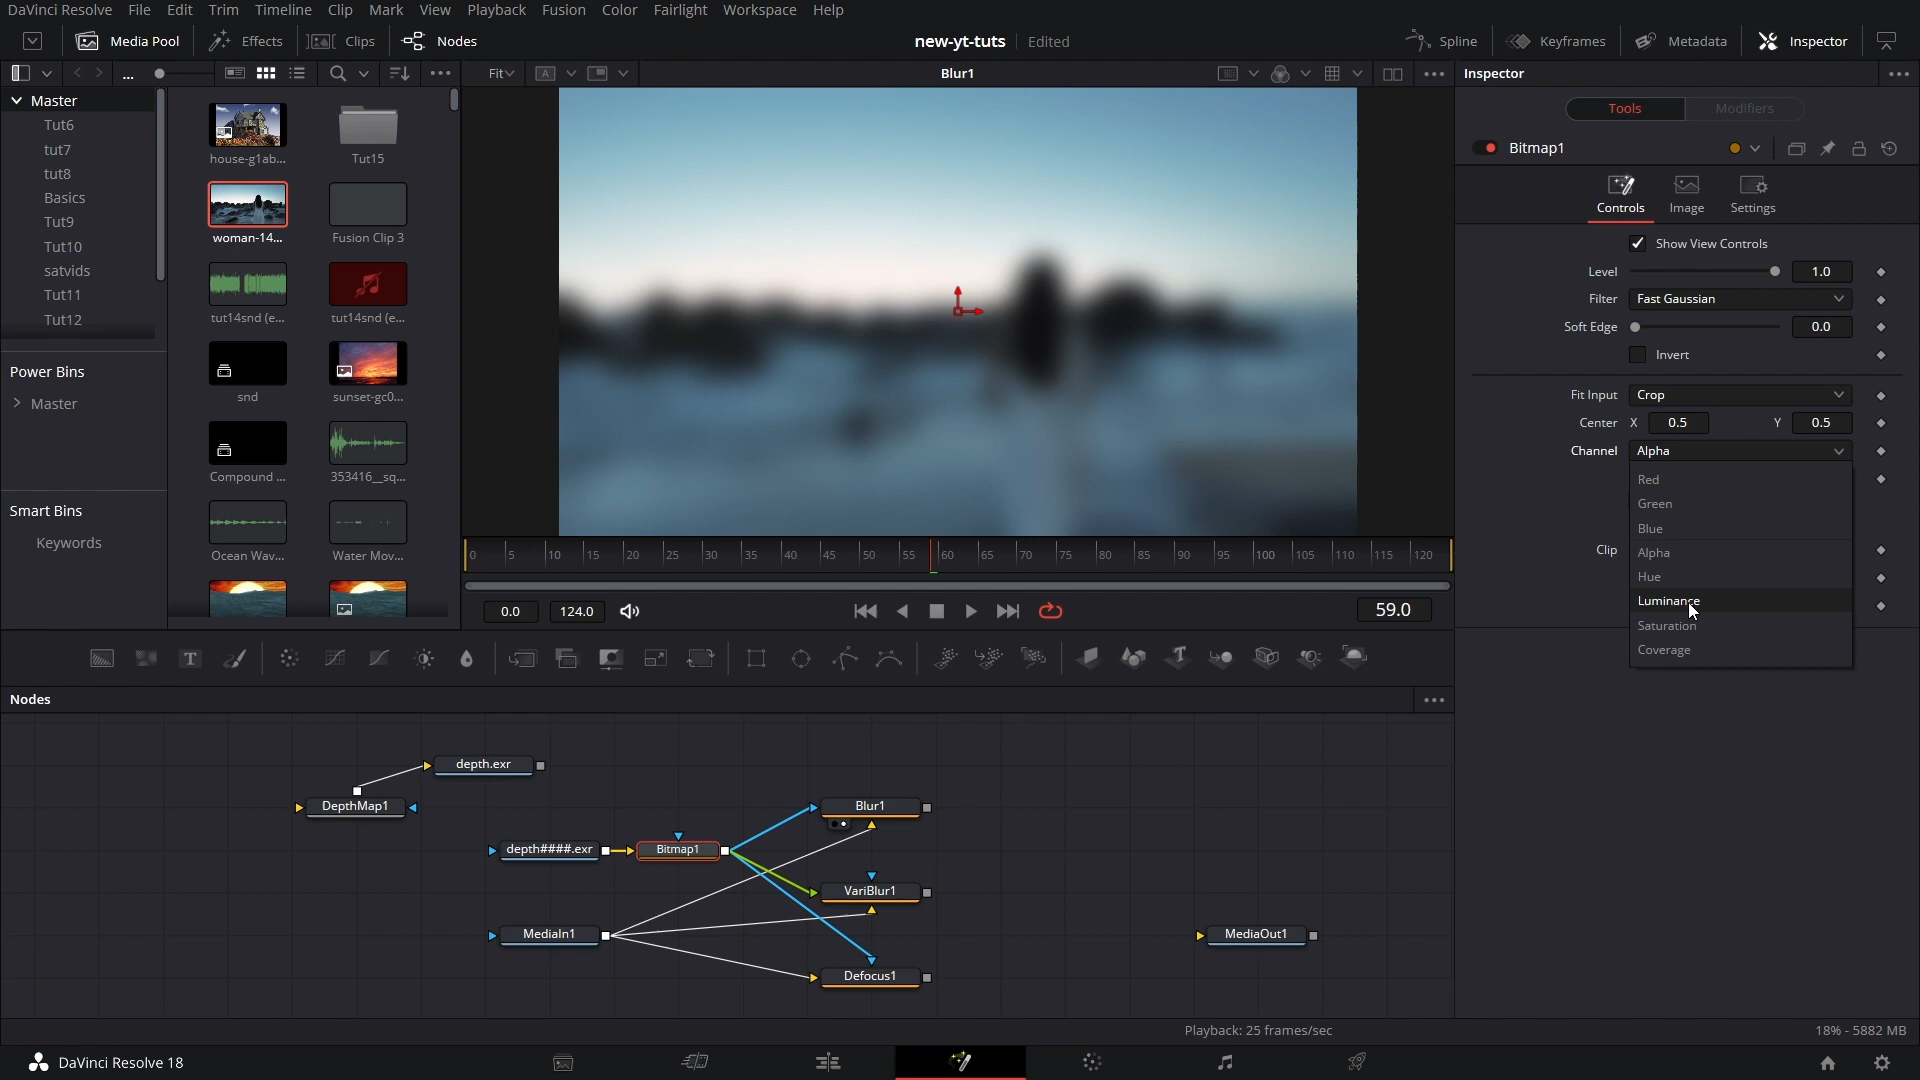 DaVinci Resolve File Edit Trim Timeline Clip Mark View Playback Fusion Color Fairlight Workspace Help
Media Pool Effects Clips Nodes new-yt-tuts Edited Spline Keyframes Metadata Inspector
... Fit A Blur1 Inspector
Master
Tut6
tut7
tut8
Basics
Tut9
Tut10
satvids
Tut11
Tut12
Power Bins
Master
Smart Bins
Keywords
house-g1ab... Tut15
woman-14... Fusion Clip 3
tut14snd (e... tut14snd (e...
snd sunset-gc0...
Compound ... 353416__sq...
Ocean Wav... Water Mov...
0 5 10 15 20 25 30 35 40 45 50 55 60 65 70 75 80 85 90 95 100 105 110 115 120
0.0 124.0 59.0
Tools Modifiers
Bitmap1
Controls Image Settings
Show View Controls
Level 1.0
Filter Fast Gaussian
Soft Edge 0.0
Invert
Fit Input Crop
Center X 0.5 Y 0.5
Channel Alpha
Red
Green
Blue
Clip
Alpha
Hue
Luminance
Saturation
Coverage
T T
Nodes
depth.exr
DepthMap1 Blur1
depth####.exr Bitmap1
VariBlur1
MediaIn1 MediaOut1
Defocus1
Playback: 25 frames/sec 18% - 5882 MB
DaVinci Resolve 18